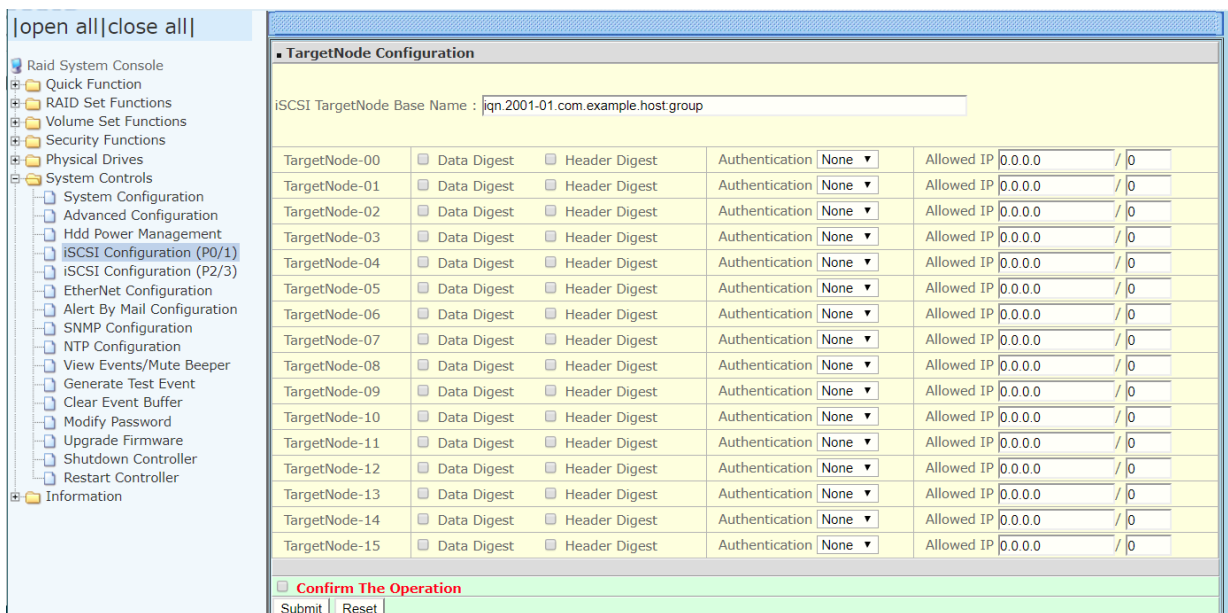 |open all|close all|
Raid System Console
Quick Function
RAID Set Functions
Volume Set Functions
Security Functions
Physical Drives
System Controls
System Configuration
Advanced Configuration
Hdd Power Management
iSCSI Configuration (P0/1)
iSCSI Configuration (P2/3)
EtherNet Configuration
Alert By Mail Configuration
SNMP Configuration
NTP Configuration
View Events/Mute Beeper
Generate Test Event
Clear Event Buffer
Modify Password
Upgrade Firmware
Shutdown Controller
Restart Controller
Information
TargetNode Configuration
iSCSI TargetNode Base Name : iqn.2001-01.com.example.host:group
TargetNode-00 Data Digest Header Digest Authentication None Allowed IP 0.0.0.0 / 0
TargetNode-01 Data Digest Header Digest Authentication None Allowed IP 0.0.0.0 / 0
TargetNode-02 Data Digest Header Digest Authentication None Allowed IP 0.0.0.0 / 0
TargetNode-03 Data Digest Header Digest Authentication None Allowed IP 0.0.0.0 / 0
TargetNode-04 Data Digest Header Digest Authentication None Allowed IP 0.0.0.0 / 0
TargetNode-05 Data Digest Header Digest Authentication None Allowed IP 0.0.0.0 / 0
TargetNode-06 Data Digest Header Digest Authentication None Allowed IP 0.0.0.0 / 0
TargetNode-07 Data Digest Header Digest Authentication None Allowed IP 0.0.0.0 / 0
TargetNode-08 Data Digest Header Digest Authentication None Allowed IP 0.0.0.0 / 0
TargetNode-09 Data Digest Header Digest Authentication None Allowed IP 0.0.0.0 / 0
TargetNode-10 Data Digest Header Digest Authentication None Allowed IP 0.0.0.0 / 0
TargetNode-11 Data Digest Header Digest Authentication None Allowed IP 0.0.0.0 / 0
TargetNode-12 Data Digest Header Digest Authentication None Allowed IP 0.0.0.0 / 0
TargetNode-13 Data Digest Header Digest Authentication None Allowed IP 0.0.0.0 / 0
TargetNode-14 Data Digest Header Digest Authentication None Allowed IP 0.0.0.0 / 0
TargetNode-15 Data Digest Header Digest Authentication None Allowed IP 0.0.0.0 / 0
Confirm The Operation
Submit Reset